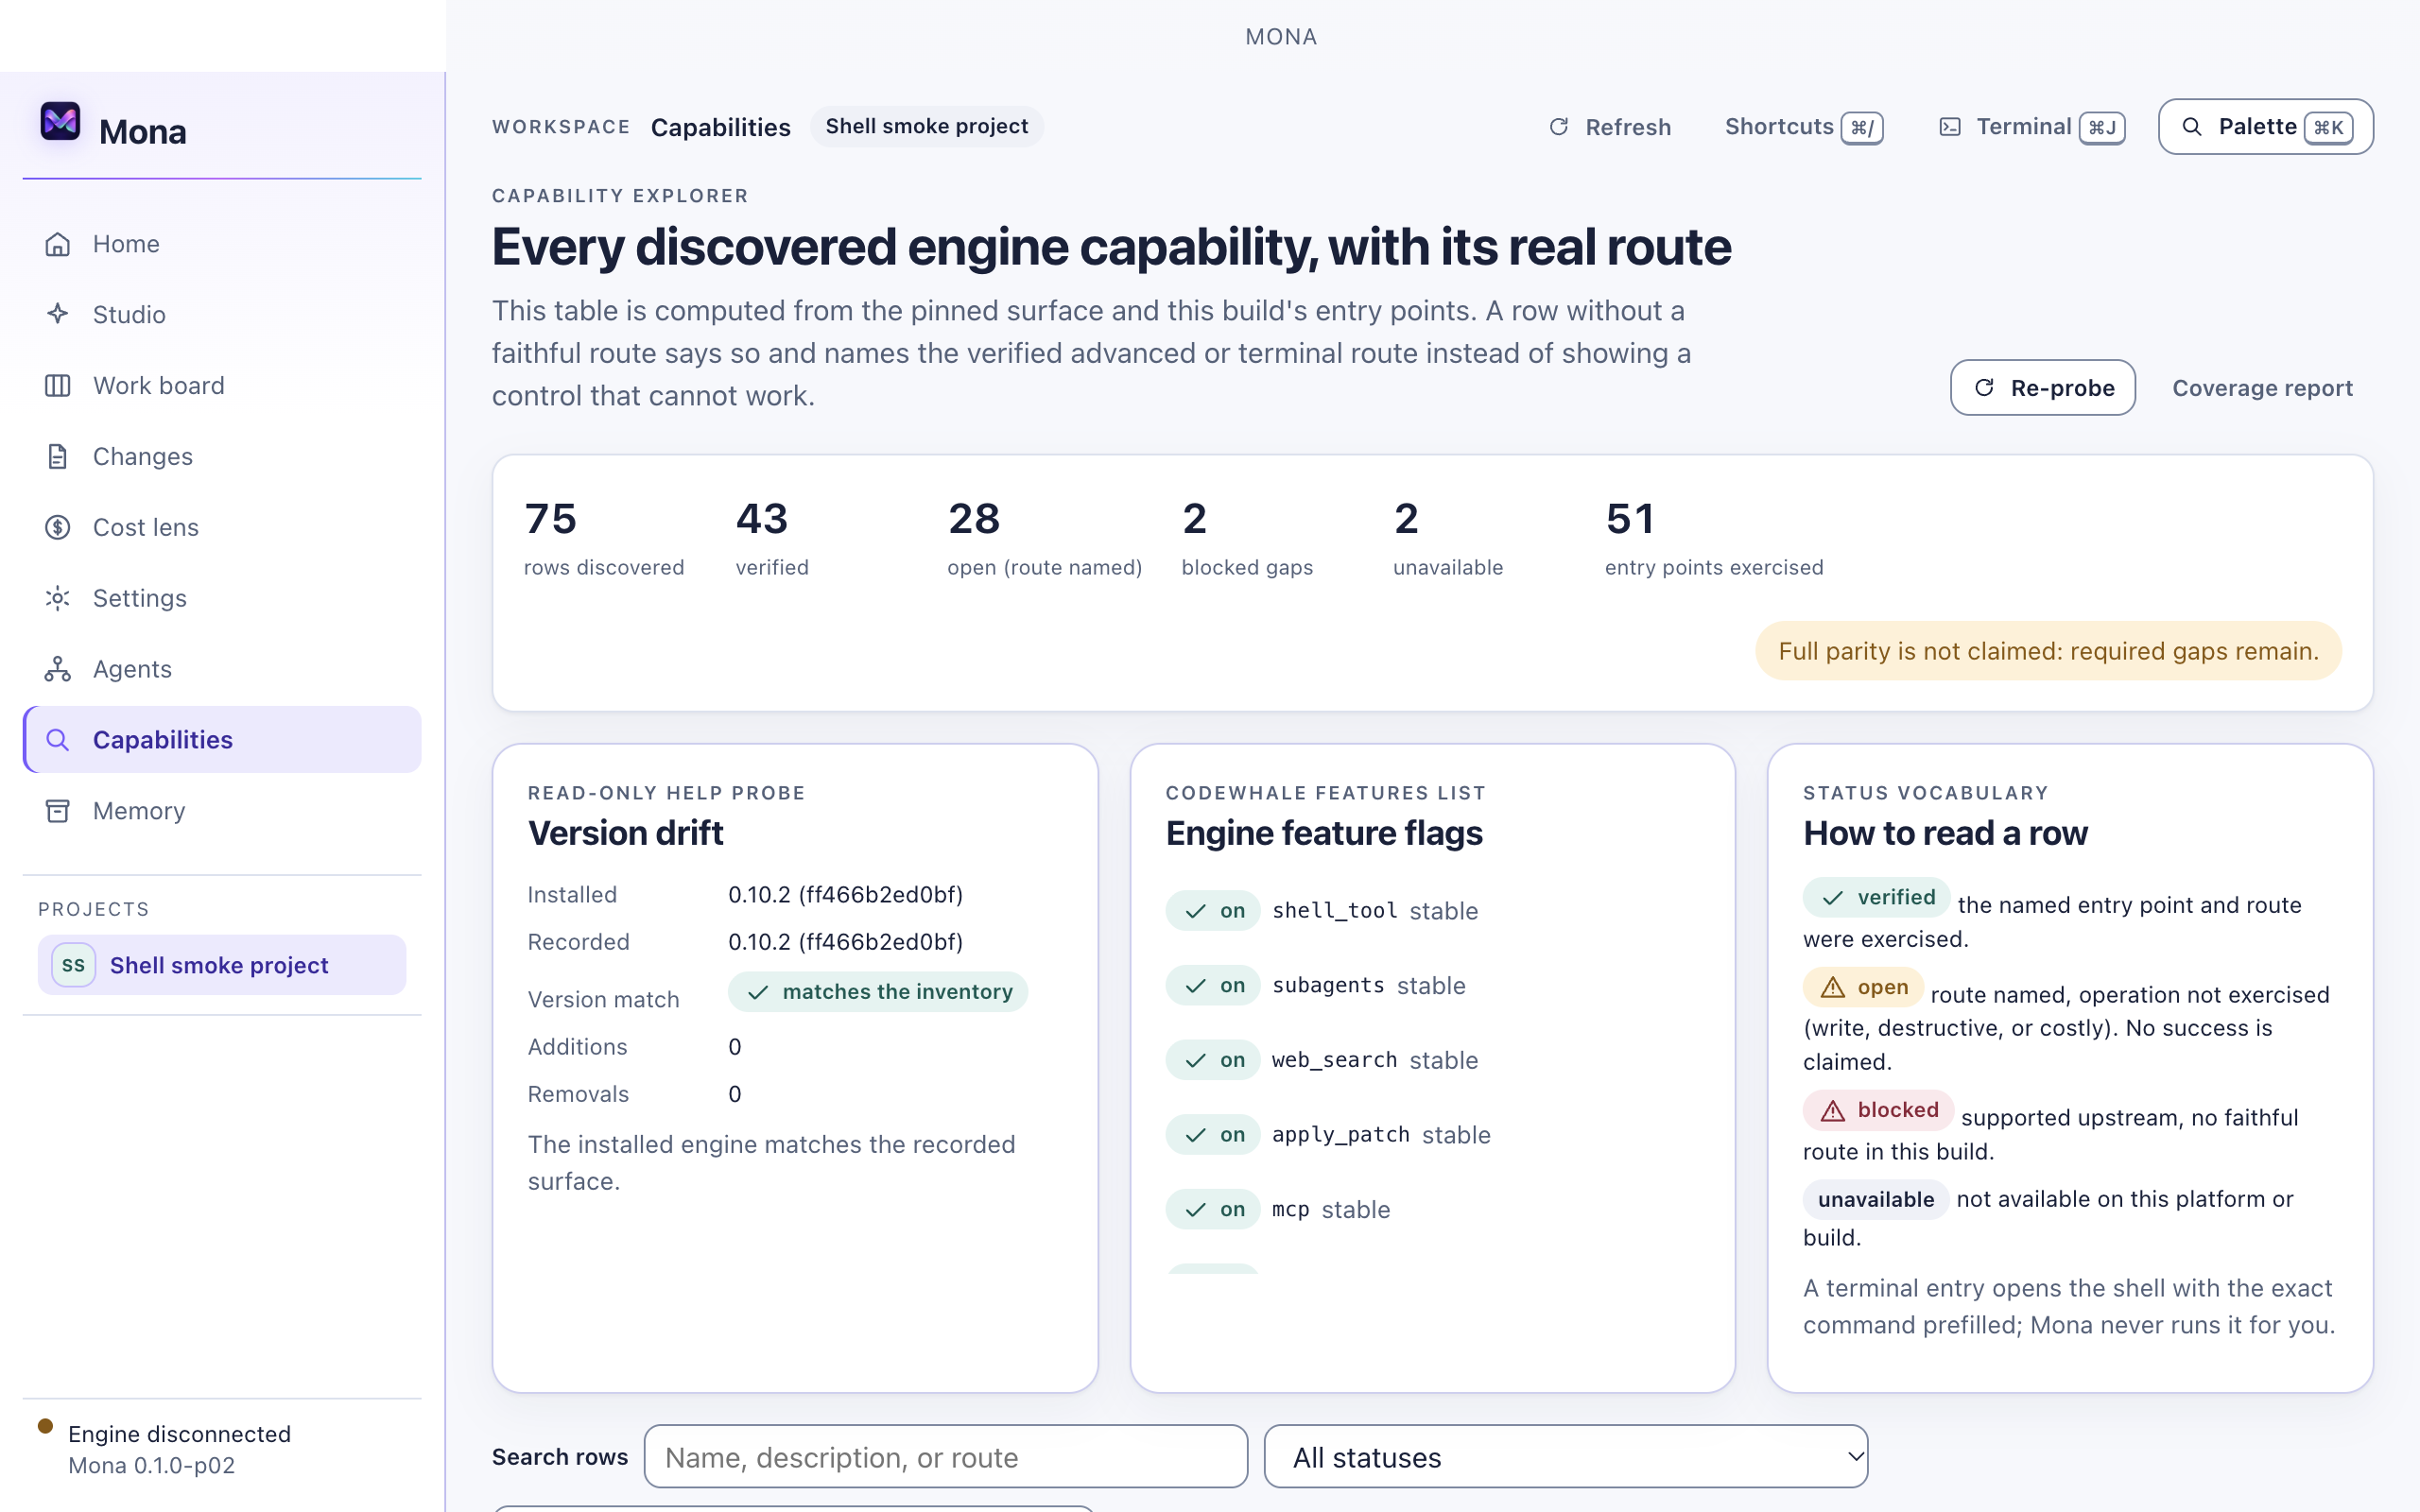 MONA
Mona
Home
Studio
Work board
Changes
Cost lens
Settings
Agents
Capabilities
Memory
PROJECTS
SS Shell smoke project
Engine disconnected
Mona 0.1.0-p02
WORKSPACE Capabilities Shell smoke project
Refresh Shortcuts ⌘/ Terminal ⌘J Palette ⌘K
CAPABILITY EXPLORER
Every discovered engine capability, with its real route
This table is computed from the pinned surface and this build's entry points. A row without a
faithful route says so and names the verified advanced or terminal route instead of showing a
control that cannot work.
Re-probe Coverage report
75 43 28 2 2 51
rows discovered verified open (route named) blocked gaps unavailable entry points exercised
Full parity is not claimed: required gaps remain.
READ-ONLY HELP PROBE
Version drift
Installed 0.10.2 (ff466b2ed0bf)
Recorded 0.10.2 (ff466b2ed0bf)
Version match matches the inventory
Additions 0
Removals 0
The installed engine matches the recorded
surface.
CODEWHALE FEATURES LIST
Engine feature flags
on shell_tool stable
on subagents stable
on web_search stable
on apply_patch stable
on mcp stable
STATUS VOCABULARY
How to read a row
verified the named entry point and route
were exercised.
open route named, operation not exercised
(write, destructive, or costly). No success is
claimed.
blocked supported upstream, no faithful
route in this build.
unavailable not available on this platform or
build.
A terminal entry opens the shell with the exact
command prefilled; Mona never runs it for you.
Search rows Name, description, or route All statuses